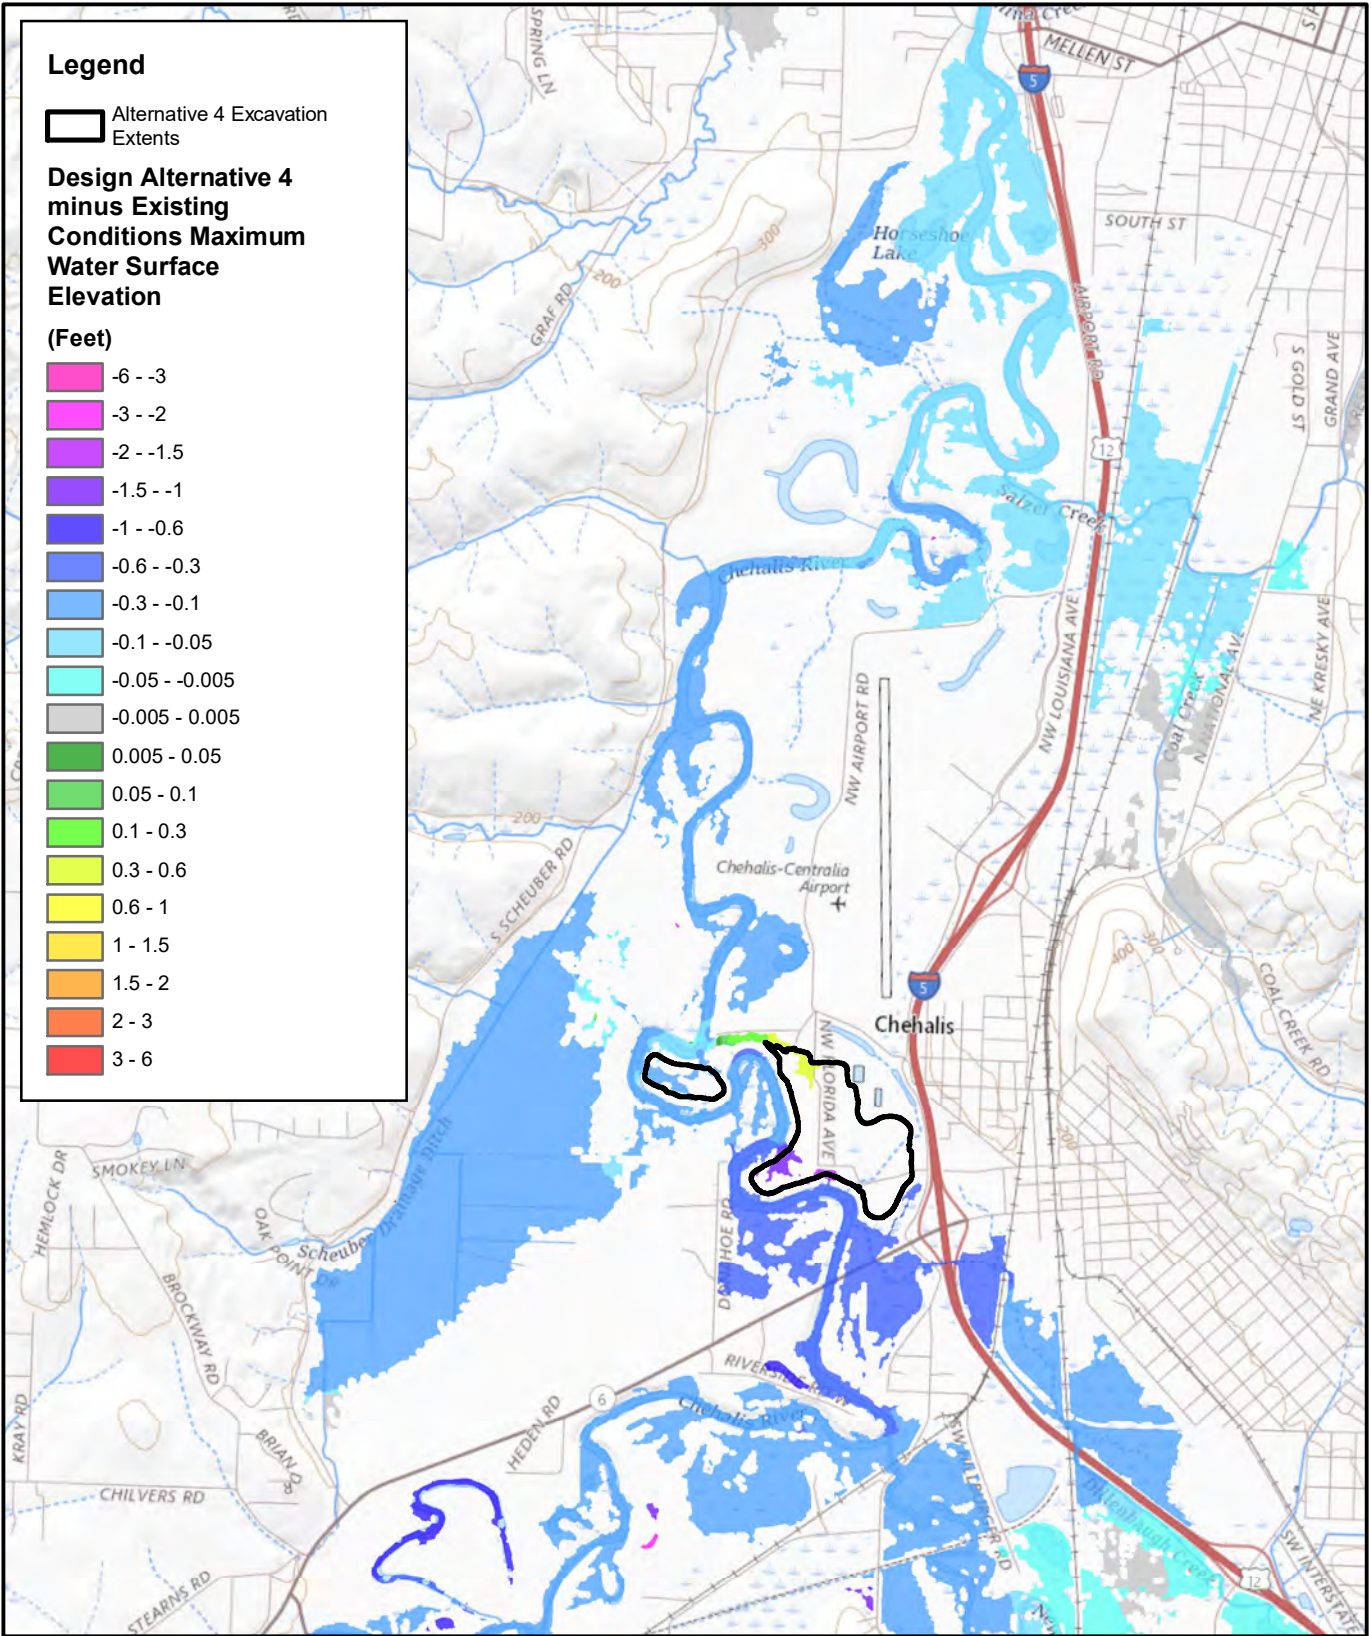 Legend
Alternative 4 Excavation
Extents
Design Alternative 4
minus Existing
Conditions Maximum
Water Surface
Elevation
(Feet)
-6 - -3
-3 - -2
-2 - -1.5
-1.5 - -1
-1 - -0.6
-0.6 - -0.3
-0.3 - -0.1
-0.1 - -0.05
-0.05 - -0.005
-0.005 - 0.005
0.005 - 0.05
0.05 - 0.1
0.1 - 0.3
0.3 - 0.6
0.6 - 1
1 - 1.5
1.5 - 2
2 - 3
3 - 6
SPRING LN
MELLEN ST
5
SOUTH ST
Horseshoe
Lake
300
200
GRAF RD
AIRPORT RD
S GOLD ST
GRAND AVE
12
Salzer Creek
Chehalis River
NW LOUISIANA AVE
NE KRESKY AVE
N NATIONAL AVE
Coal Creek
NW AIRPORT RD
200
S SCHEUBER RD
Chehalis-Centralia
Airport
400
300
COAL CREEK RD
5
Chehalis
NW FLORIDA AVE
200
SMOKEY LN
HEMLOCK DR
OAK POINT DR
Scheuber Drainage Ditch
BROCKWAY RD
DONAHOE RD
RIVERSIDE RD W
6
Chehalis River
HEDEN RD
KRAY RD
BRIAN D
CHILVERS RD
STEARNS RD
Dillenbaugh Creek
12
SW INTERSTATE
New